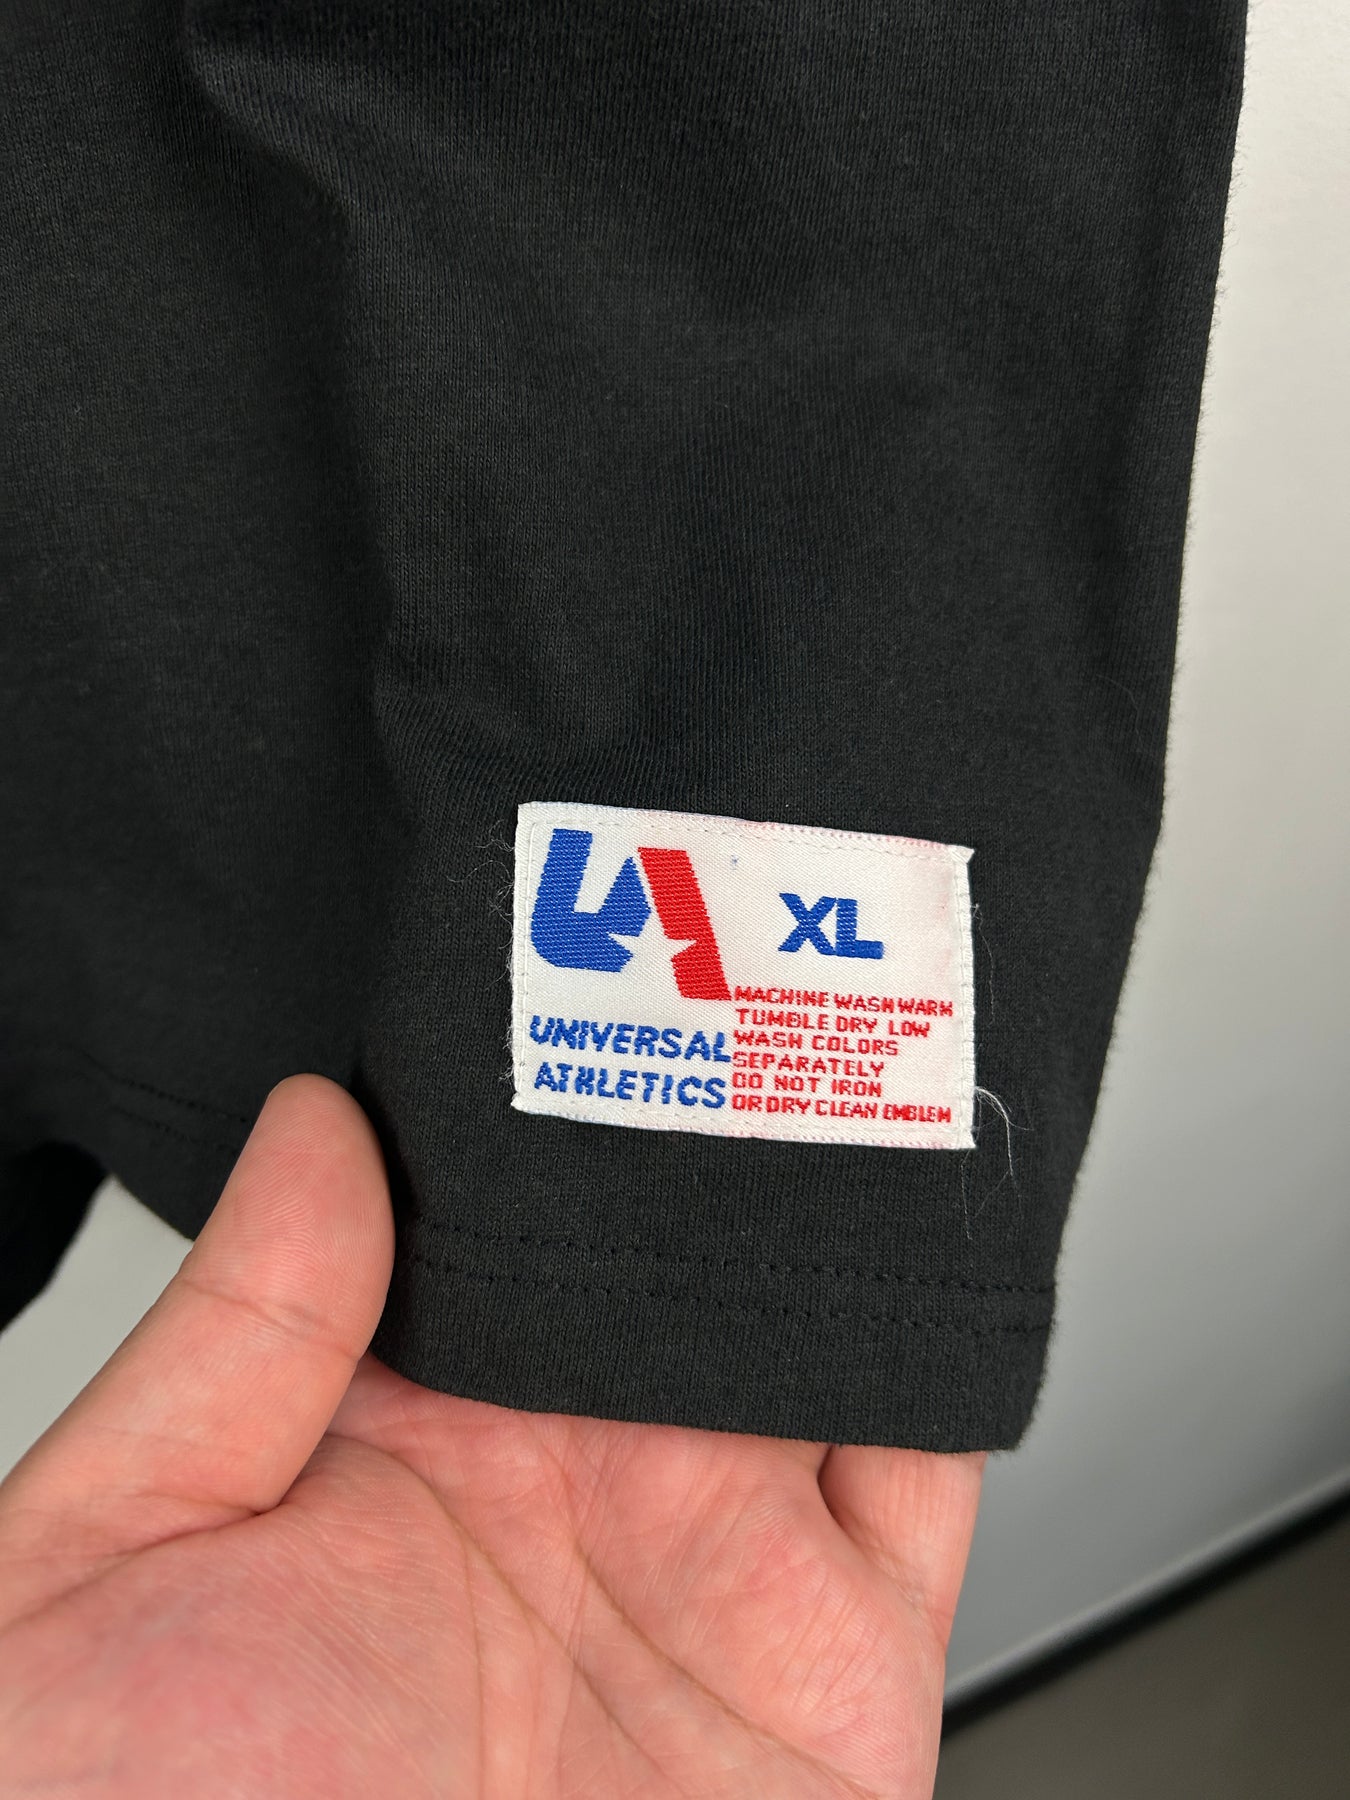 UA
XL
UNIVERSAL
ATHLETICS
MACHINE WASH WARM
TUMBLE DRY LOW
WASH COLORS
SEPARATELY
DO NOT IRON
OR DRY CLEAN EMBLEM